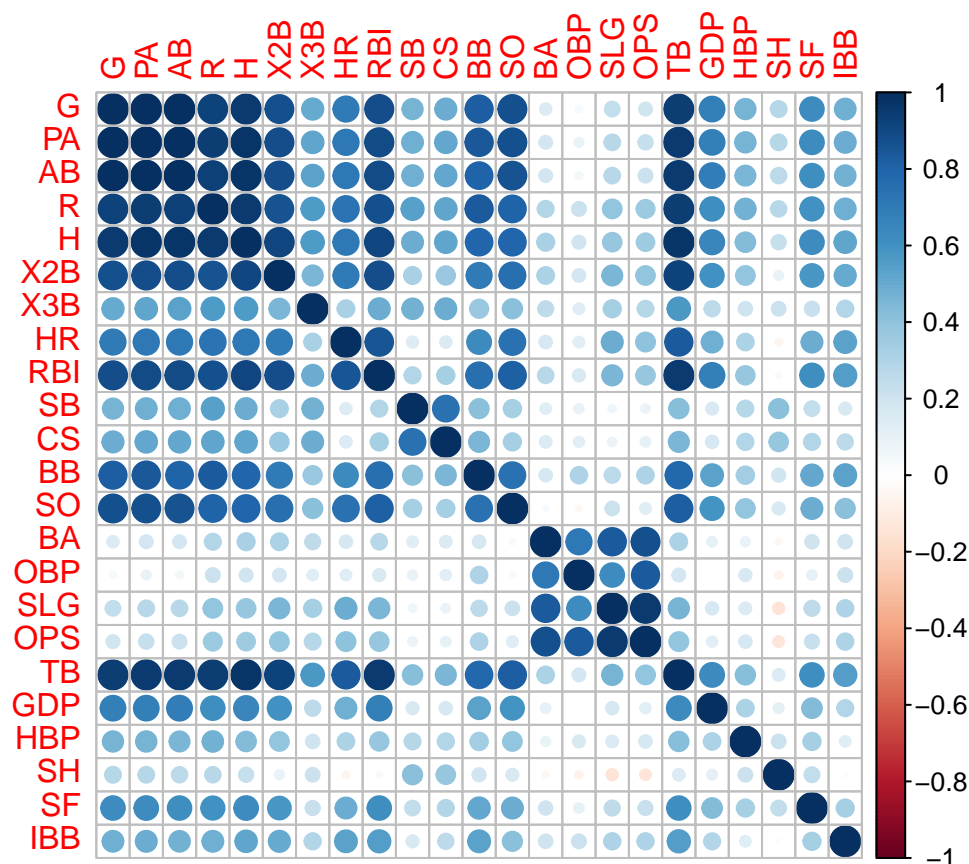 G PA AB R H X2B X3B HR RBI SB CS BB SO BA OBP SLG OPS TB GDP HBP SH SF IBB
G
PA
AB
R
H
X2B
X3B
HR
RBI
SB
CS
BB
SO
BA
OBP
SLG
OPS
TB
GDP
HBP
SH
SF
IBB
1
0.8
0.6
0.4
0.2
0
−0.2
−0.4
−0.6
−0.8
−1